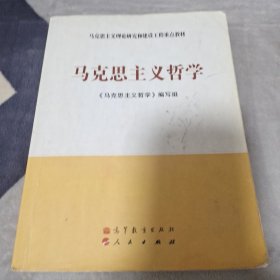 马克思主义理论研究和建设工程重点教材
马克思主义哲学
《马克思主义哲学》编写组
高等教育出版社
人民出版社